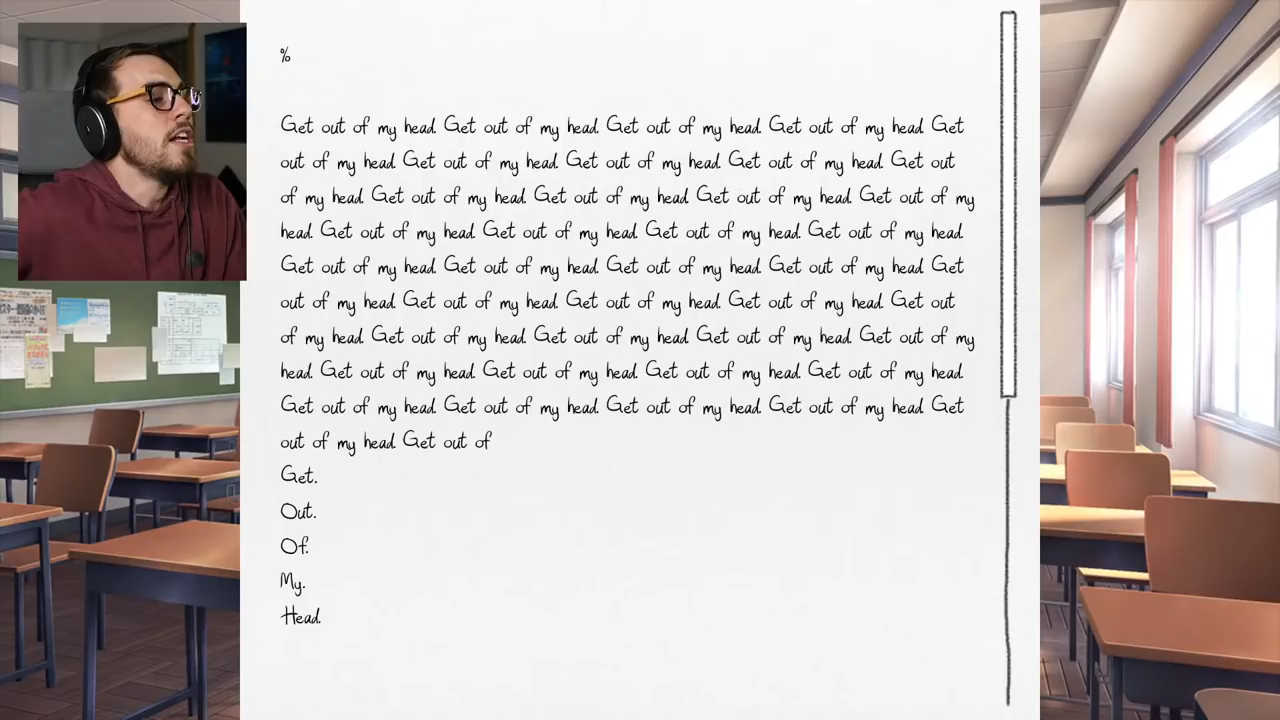 %
Get out of my head. Get out of my head. Get out of my head. Get out of my head. Get
out of my head. Get out of my head. Get out of my head. Get out of my head. Get out
of my head. Get out of my head. Get out of my head. Get out of my head. Get out of my
head. Get out of my head. Get out of my head. Get out of my head. Get out of my head.
Get out of my head. Get out of my head. Get out of my head. Get out of my head. Get
out of my head. Get out of my head. Get out of my head. Get out of my head. Get out
of my head. Get out of my head. Get out of my head. Get out of my head. Get out of my
head. Get out of my head. Get out of my head. Get out of my head. Get out of my head.
Get out of my head. Get out of my head. Get out of my head. Get out of my head. Get
out of my head. Get out of
Get.
Out.
Of.
My.
Head.